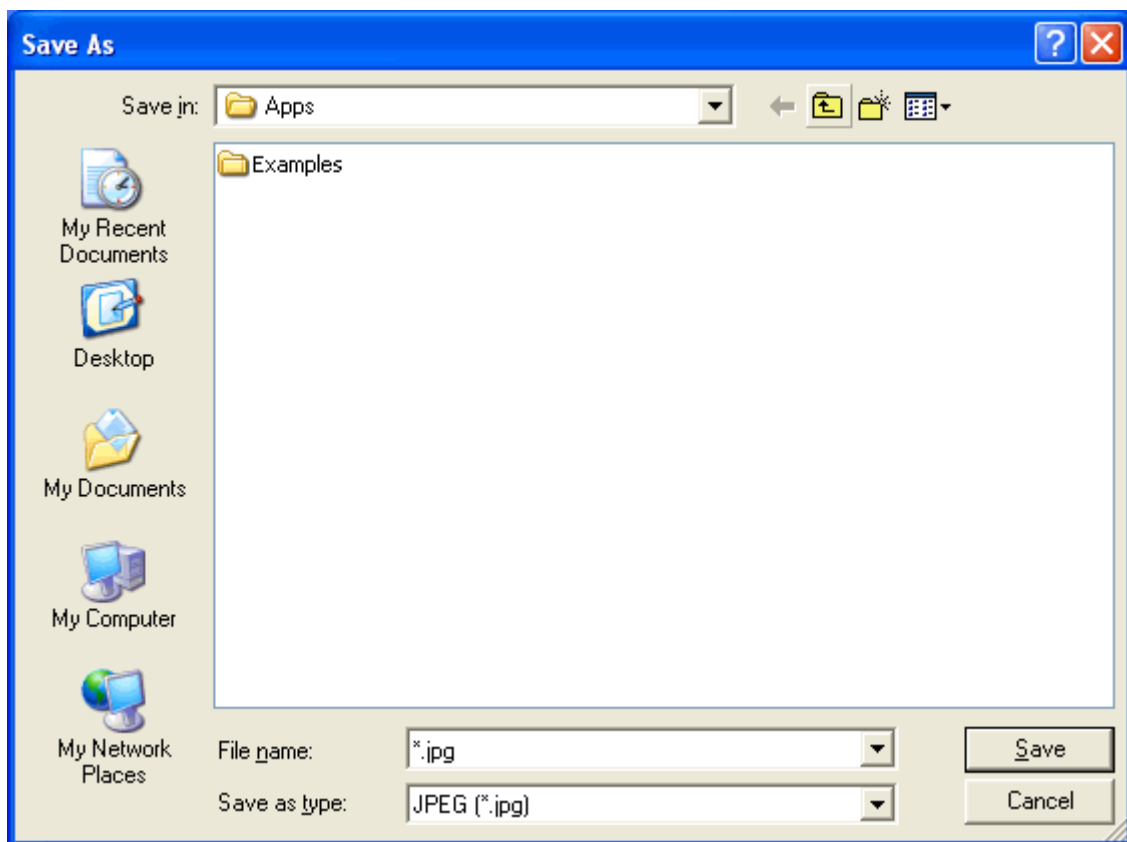 Save As
Save in:
Apps
Examples
My Recent
Documents
Desktop
My Documents
My Computer
My Network
Places
File name:
*.jpg
Save
Save as type:
JPEG (*.jpg)
Cancel